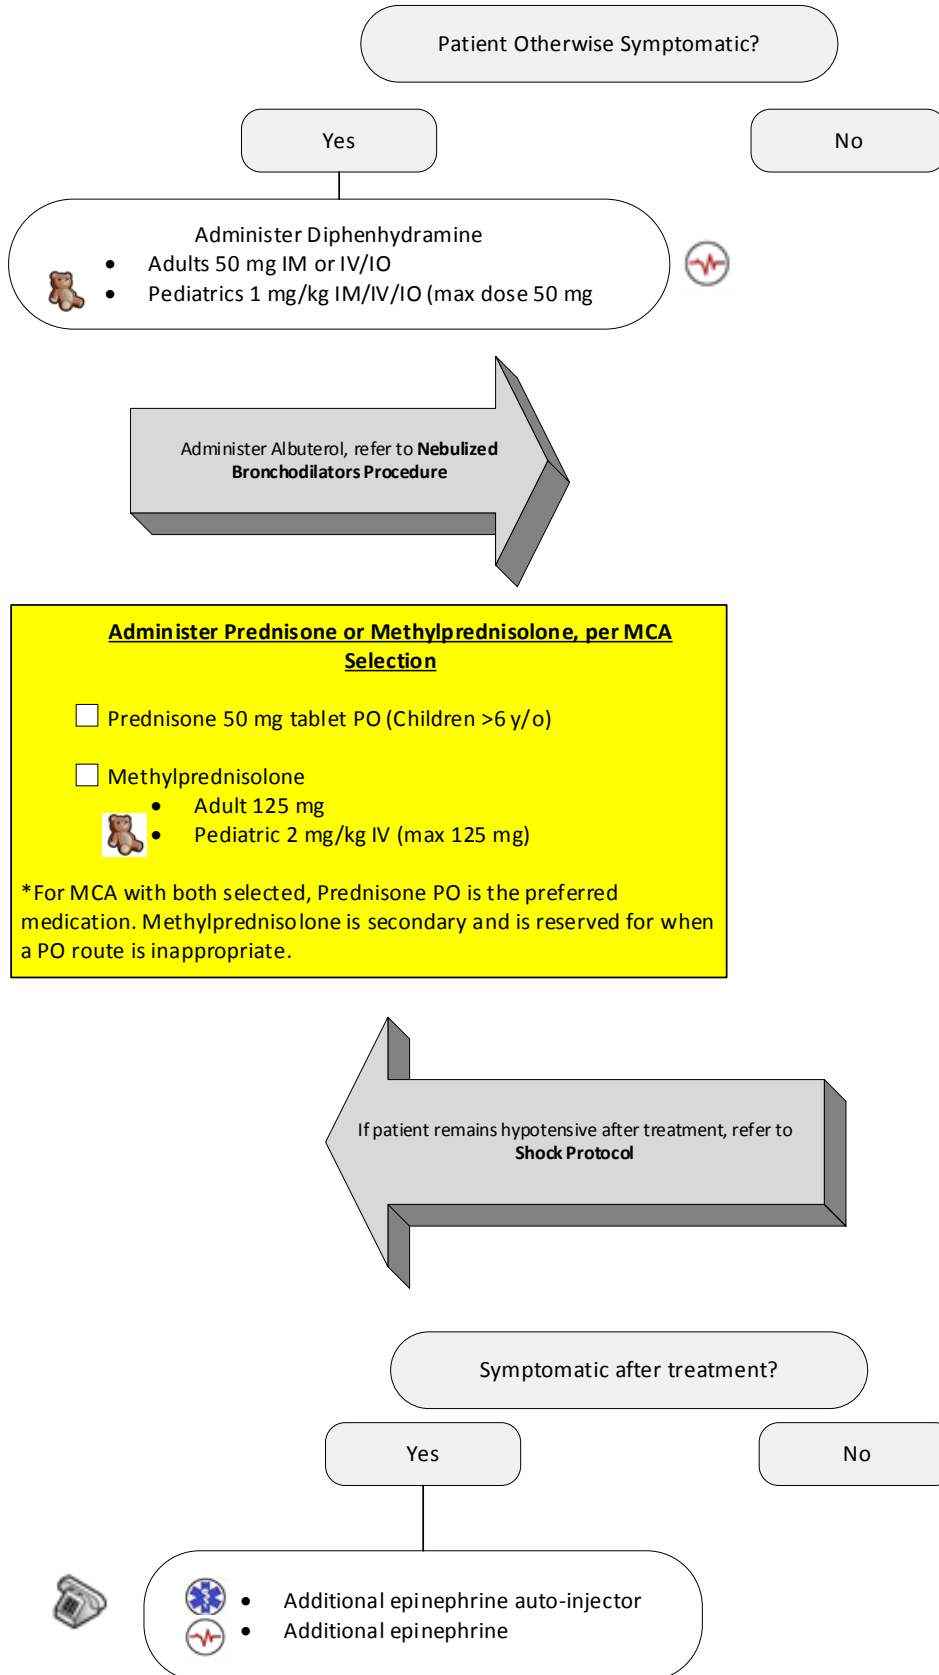 Patient Otherwise Symptomatic?
Yes
No
Administer Diphenhydramine
• Adults 50 mg IM or IV/IO
• Pediatrics 1 mg/kg IM/IV/IO (max dose 50 mg
Administer Albuterol, refer to Nebulized
Bronchodilators Procedure
Administer Prednisone or Methylprednisolone, per MCA
Selection
Prednisone 50 mg tablet PO (Children >6 y/o)
Methylprednisolone
• Adult 125 mg
• Pediatric 2 mg/kg IV (max 125 mg)
*For MCA with both selected, Prednisone PO is the preferred
medication. Methylprednisolone is secondary and is reserved for when
a PO route is inappropriate.
If patient remains hypotensive after treatment, refer to
Shock Protocol
Symptomatic after treatment?
Yes
No
• Additional epinephrine auto-injector
• Additional epinephrine